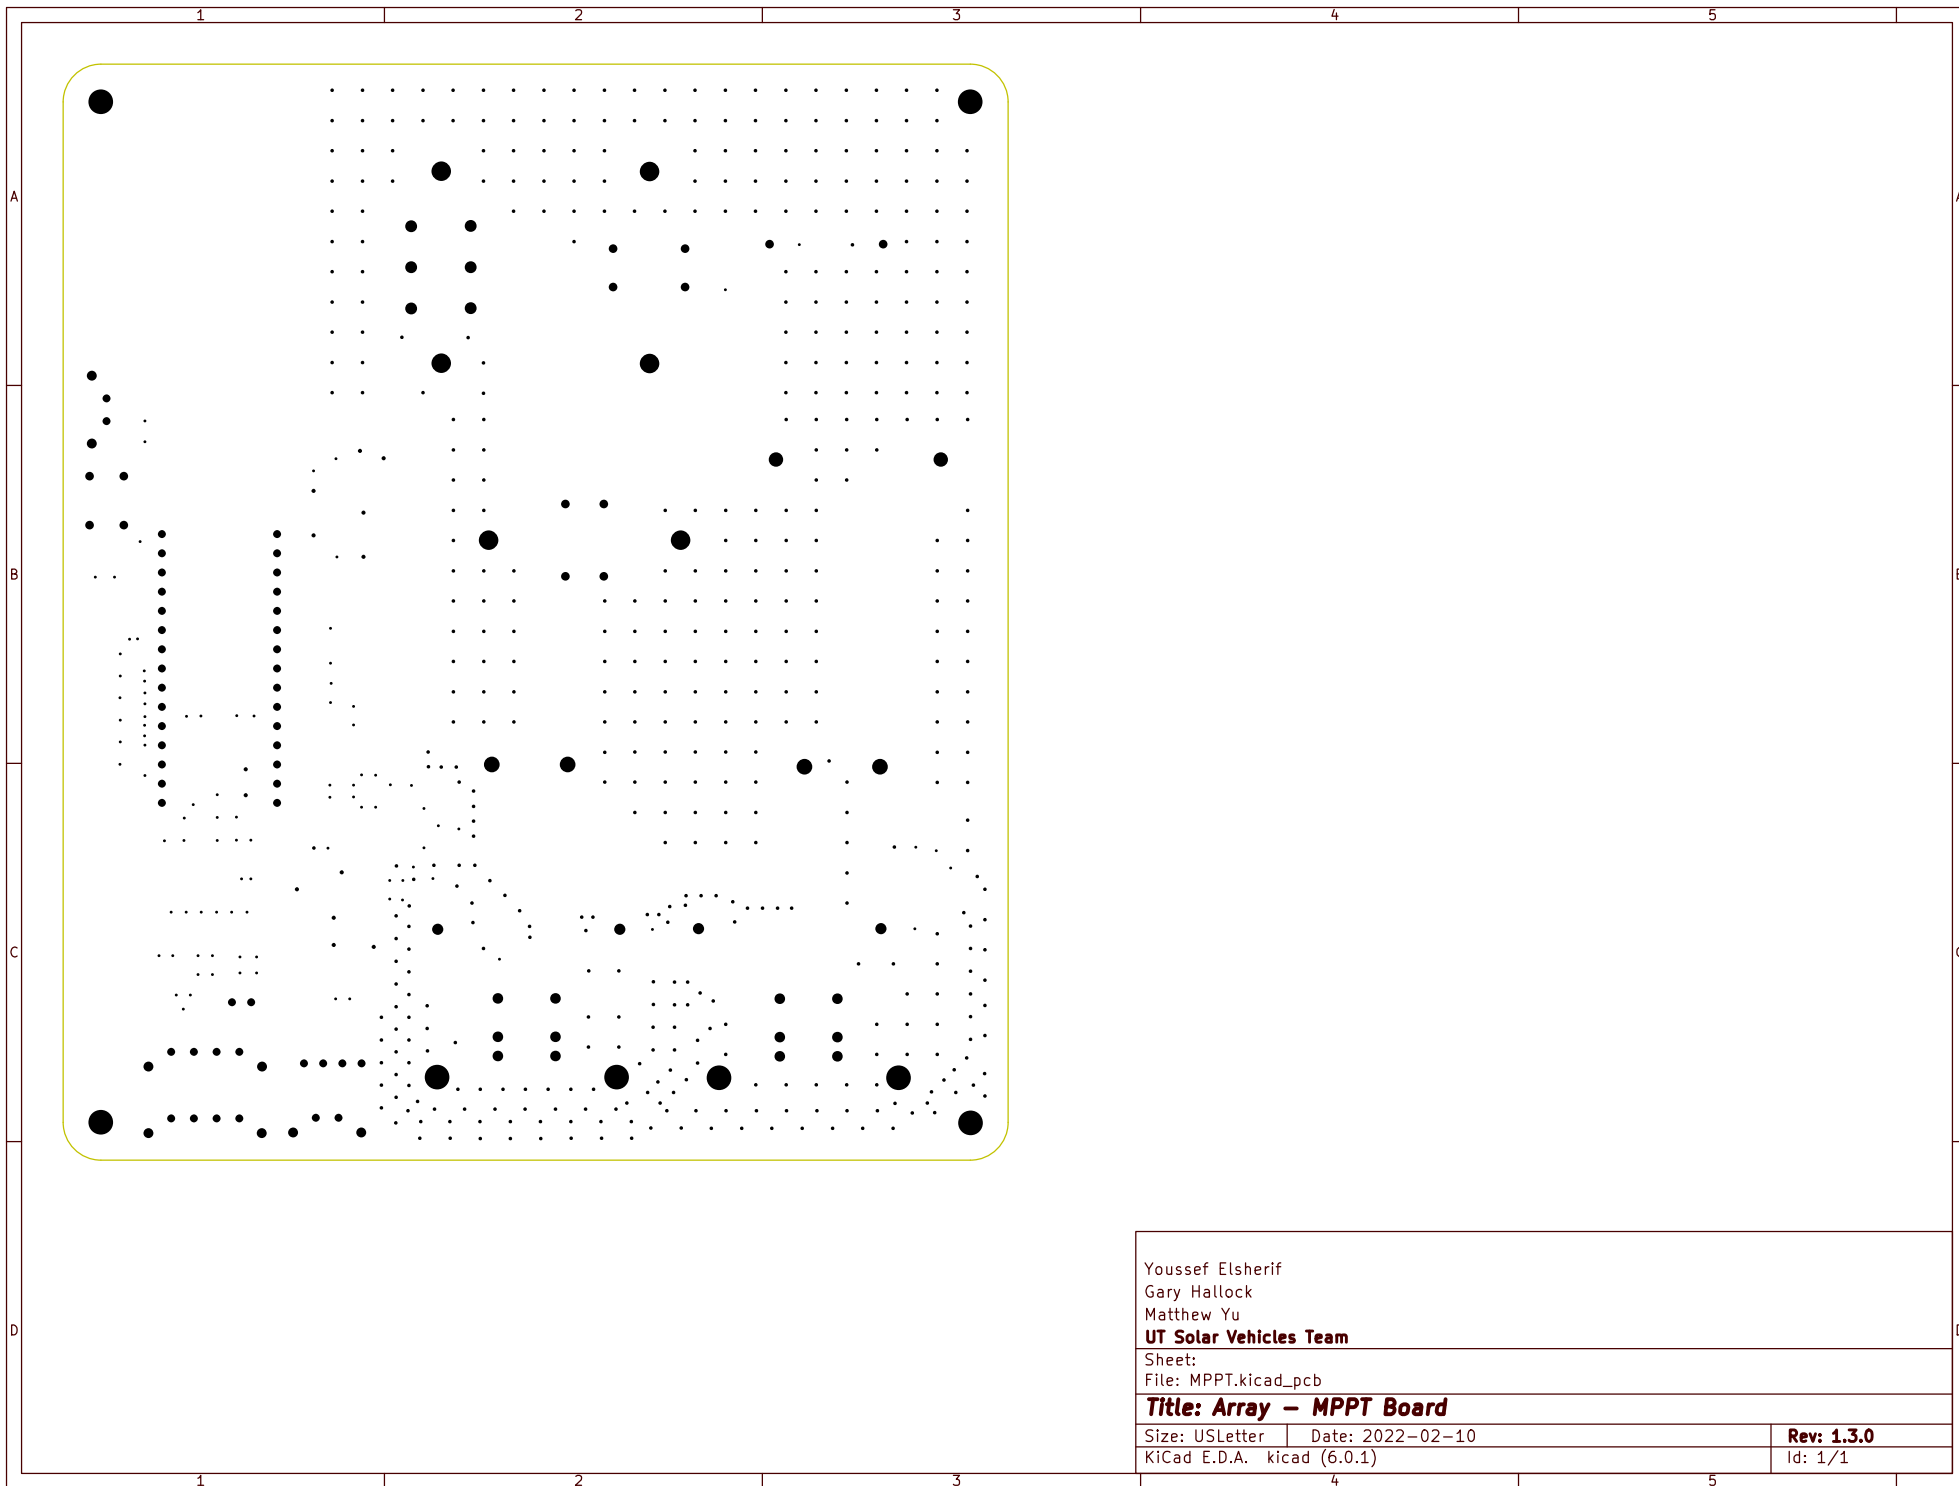 1 2 3 4 5
A A
B B
C C
D D
Youssef Elsherif
Gary Hallock
Matthew Yu
UT Solar Vehicles Team
Sheet:
File: MPPT.kicad_pcb
Title: Array - MPPT Board
Size: USLetter Date: 2022-02-10 Rev: 1.3.0
KiCad E.D.A. kicad (6.0.1) Id: 1/1
1 2 3 4 5